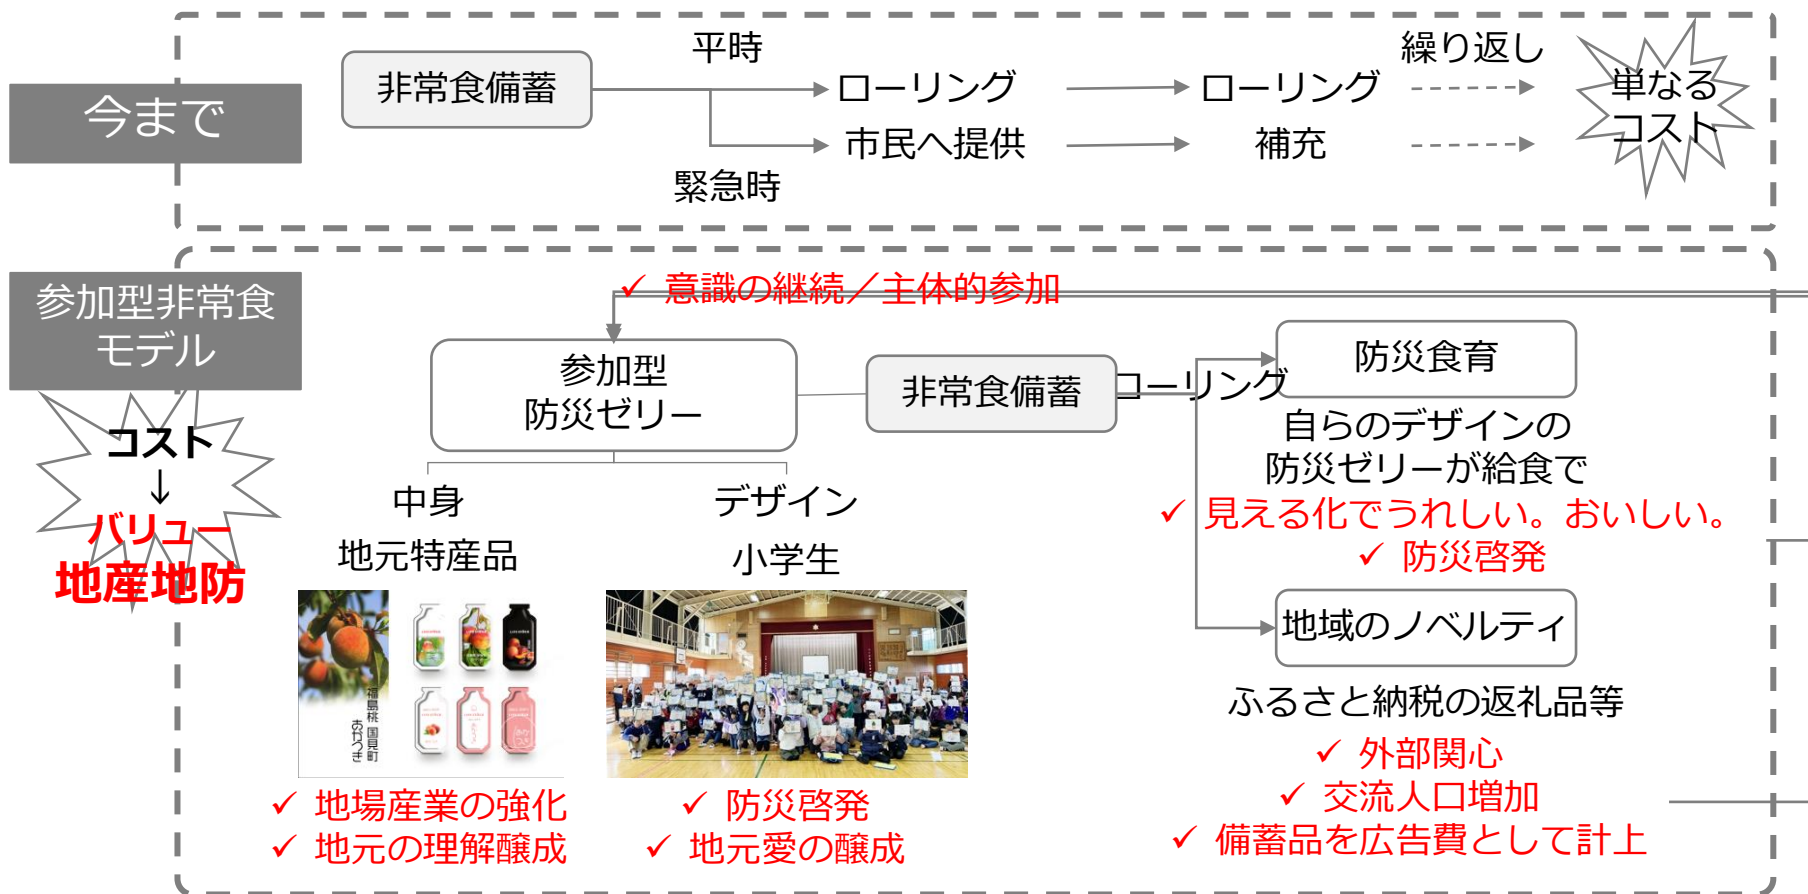 今まで
非常食備蓄
平時
緊急時
ローリング
市民へ提供
ローリング
補充
繰り返し
単なる
コスト
参加型非常食
モデル
コスト
↓
バリュー
地産地防
✓ 意識の継続／主体的参加
参加型
防災ゼリー
非常食備蓄
ローリング
防災食育
自らのデザインの
防災ゼリーが給食で
✓ 見える化でうれしい。おいしい。
✓ 防災啓発
中身
地元特産品
デザイン
小学生
福島桃 国見町
あかつき
✓ 地場産業の強化
✓ 地元の理解醸成
✓ 防災啓発
✓ 地元愛の醸成
地域のノベルティ
ふるさと納税の返礼品等
✓ 外部関心
✓ 交流人口増加
✓ 備蓄品を広告費として計上